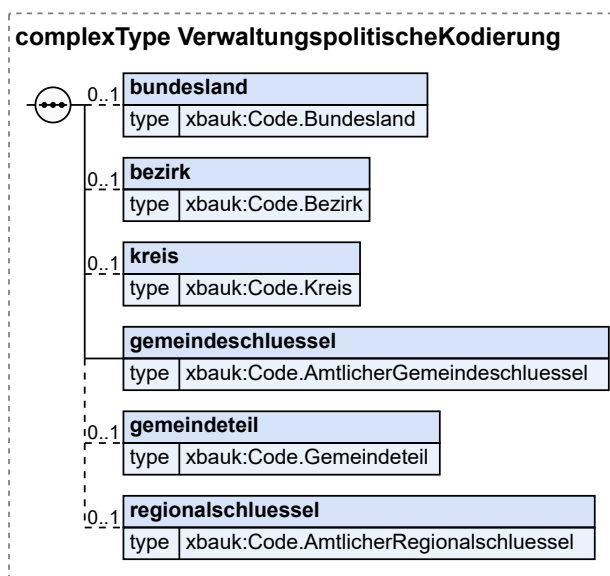 complexType VerwaltungspolitischeKodierung
0..1
bundesland
type xbauk:Code.Bundesland
0..1
bezirk
type xbauk:Code.Bezirk
0..1
kreis
type xbauk:Code.Kreis
gemeindeschluessel
type xbauk:Code.AmtlicherGemeindeschluessel
0..1
gemeindeteil
type xbauk:Code.Gemeindeteil
0..1
regionalschluessel
type xbauk:Code.AmtlicherRegionalschluessel